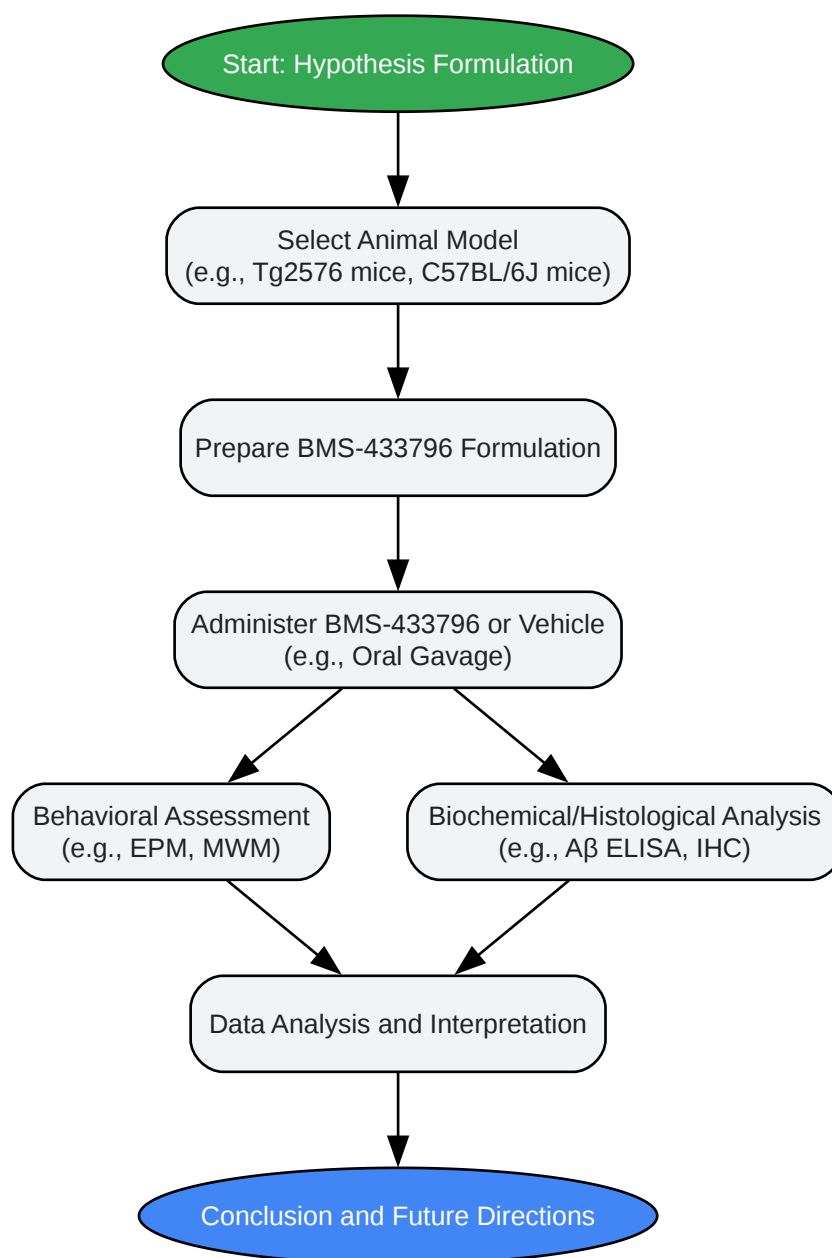 Start: Hypothesis Formulation
Select Animal Model
(e.g., Tg2576 mice, C57BL/6J mice)
Prepare BMS-433796 Formulation
Administer BMS-433796 or Vehicle
(e.g., Oral Gavage)
Behavioral Assessment
(e.g., EPM, MWM)
Biochemical/Histological Analysis
(e.g., Aβ ELISA, IHC)
Data Analysis and Interpretation
Conclusion and Future Directions